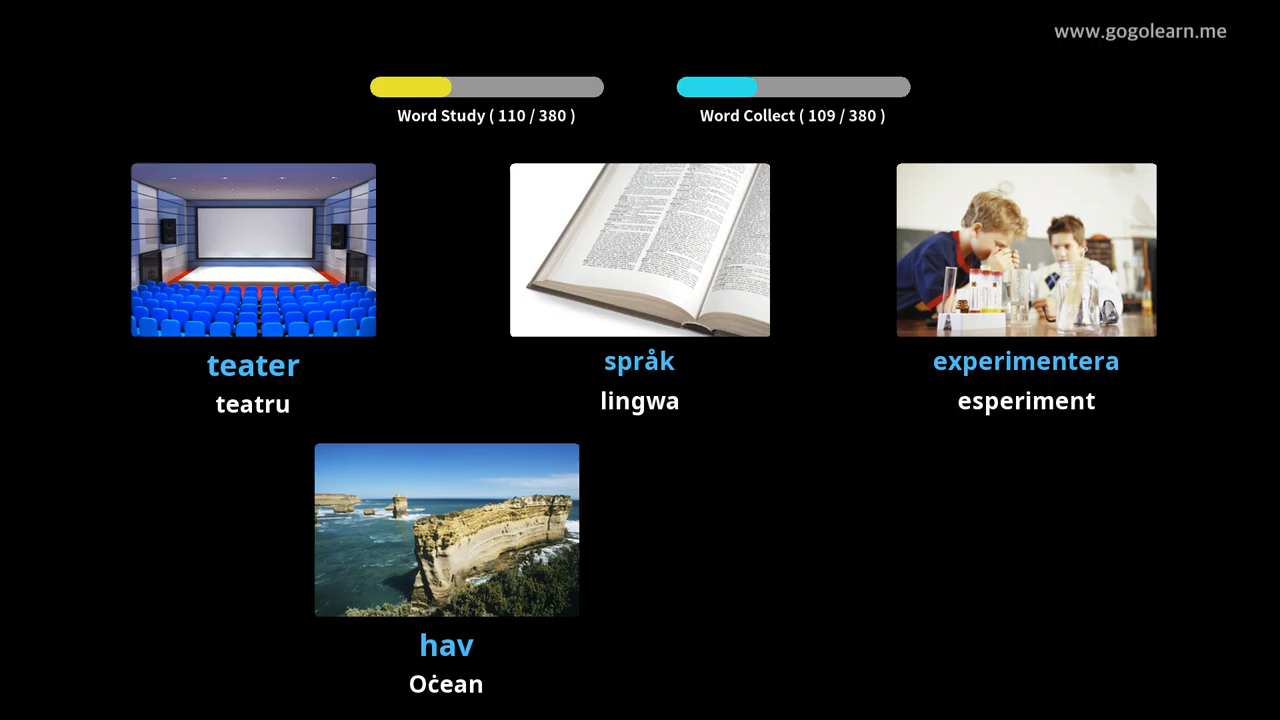 www.gogolearn.me
Word Study ( 110 / 380 )
Word Collect ( 109 / 380 )
teater
teatru
språk
lingwa
experimentera
esperiment
hav
Oċean